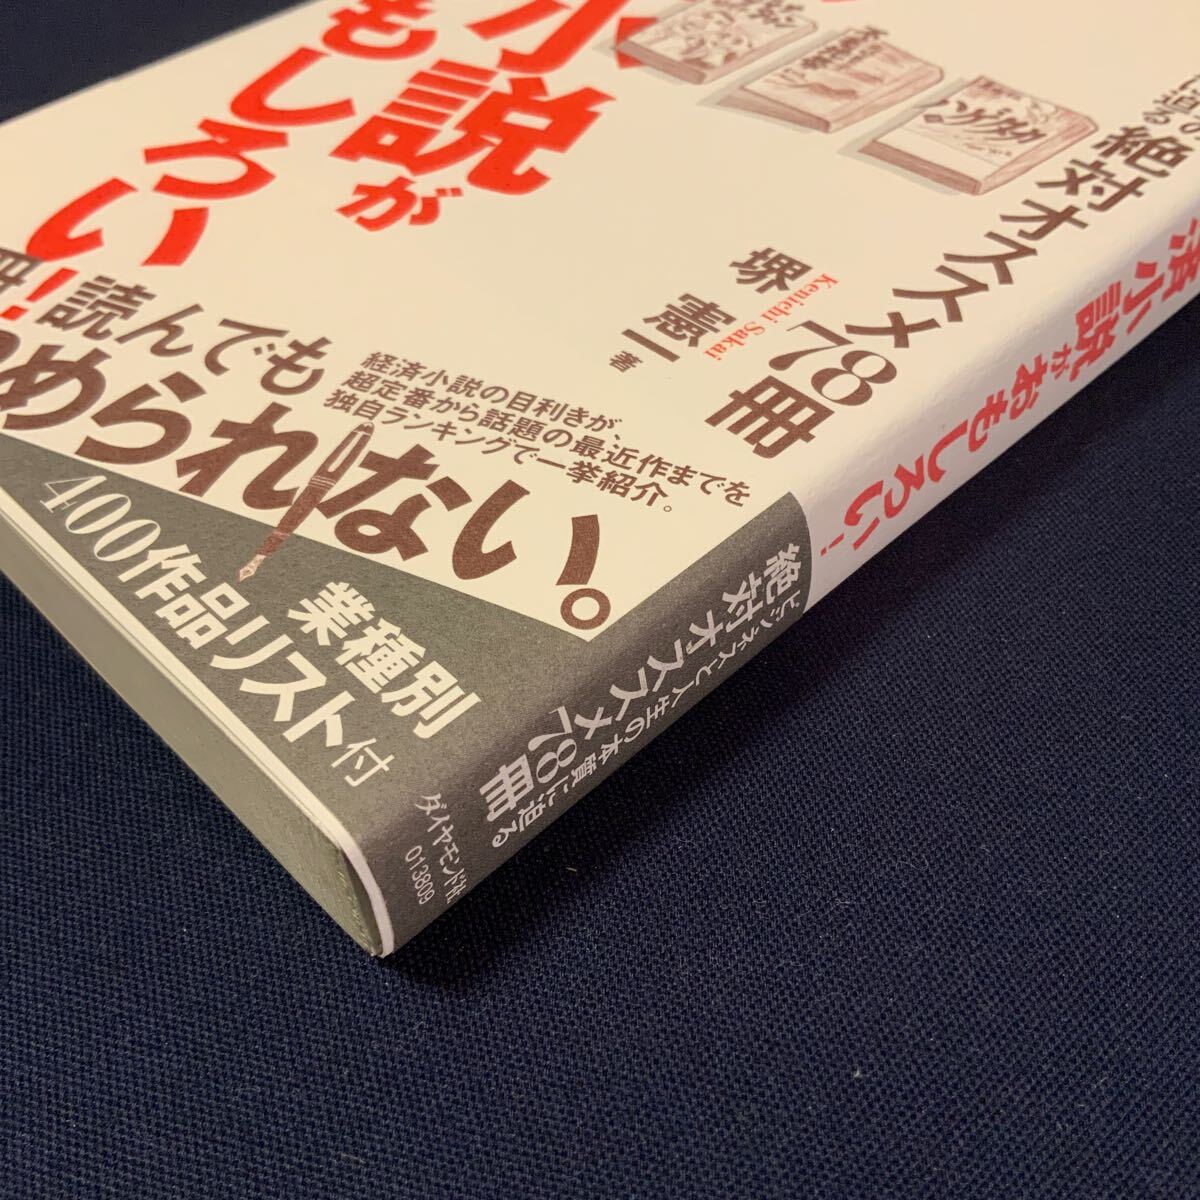 小説が
もしろい
迫る
絶対オススメ
78冊
ハゲタカ
堺 憲一 著
Kenichi Sakai
冊!読んでも
められない。
経済小説の目利きが、
超定番から話題の最近作までを
独自ランキングで一挙紹介。
業種別
400作品リスト付
済小説がおもしろい!
ビジネスと人生の本質に迫る
絶対オススメ78冊
ダイヤモンド社
013809